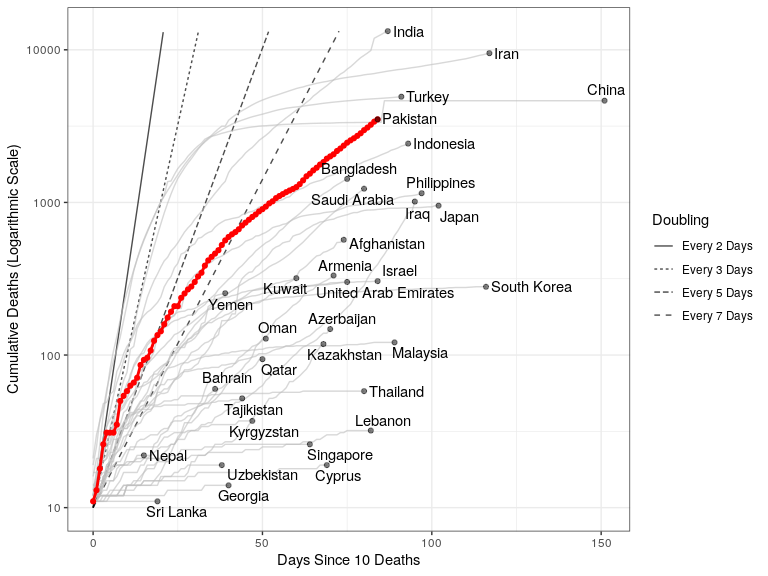 India
Iran
China
Turkey
Pakistan
Indonesia
Bangladesh
Philippines
Saudi Arabia
Iraq
Japan
Afghanistan
Armenia
Israel
Kuwait
United Arab Emirates
South Korea
Yemen
Azerbaijan
Oman
Kazakhstan
Malaysia
Qatar
Bahrain
Thailand
Tajikistan
Lebanon
Kyrgyzstan
Nepal
Singapore
Uzbekistan
Cyprus
Georgia
Sri Lanka
10000
1000
100
10
0
50
100
150
Days Since 10 Deaths
Cumulative Deaths (Logarithmic Scale)
Doubling
Every 2 Days
Every 3 Days
Every 5 Days
Every 7 Days